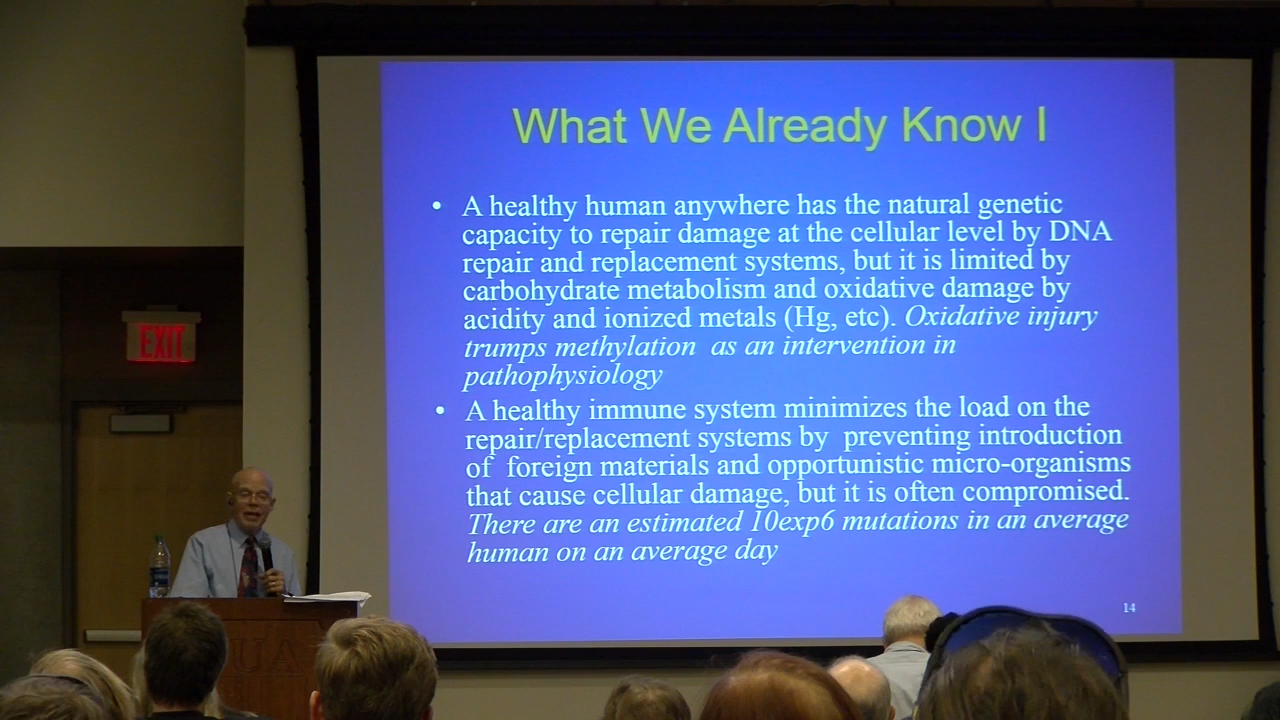 What We Already Know I
• A healthy human anywhere has the natural genetic
capacity to repair damage at the cellular level by DNA
repair and replacement systems, but it is limited by
carbohydrate metabolism and oxidative damage by
acidity and ionized metals (Hg, etc). Oxidative injury
trumps methylation as an intervention in
pathophysiology
• A healthy immune system minimizes the load on the
repair/replacement systems by preventing introduction
of foreign materials and opportunistic micro-organisms
that cause cellular damage, but it is often compromised.
There are an estimated 10exp6 mutations in an average
human on an average day
14
EXIT